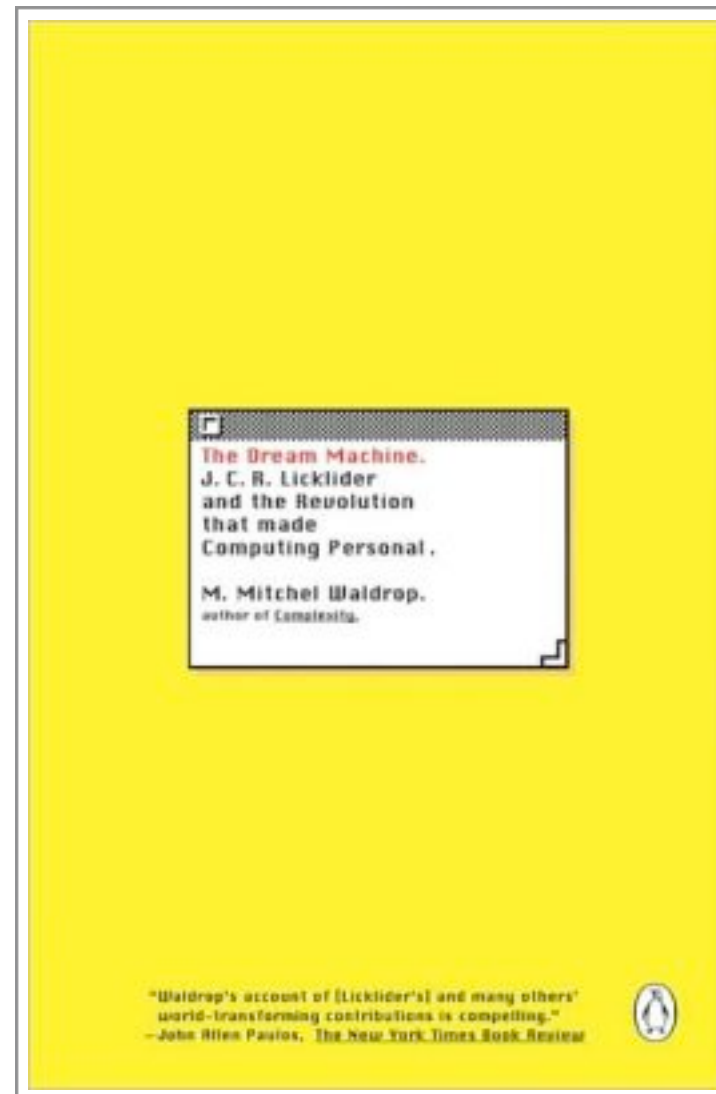 The Dream Machine.
J. C. R. Licklider
and the Revolution
that made
Computing Personal.
M. Mitchel Waldrop.
author of Complexity.
"Waldrop's account of [Licklider's] and many others'
world-transforming contributions is compelling."
—John Allen Paulos, The New York Times Book Review